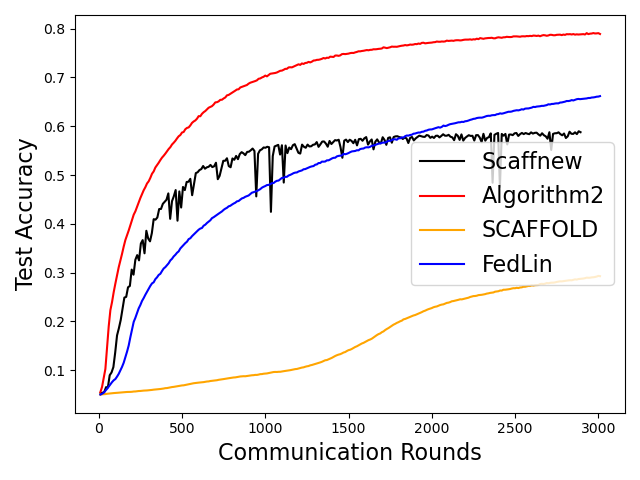 0.8
0.7
0.6
0.5
0.4
0.3
0.2
0.1
Test Accuracy
Scaffnew
Algorithm2
SCAFFOLD
FedLin
0 500 1000 1500 2000 2500 3000
Communication Rounds